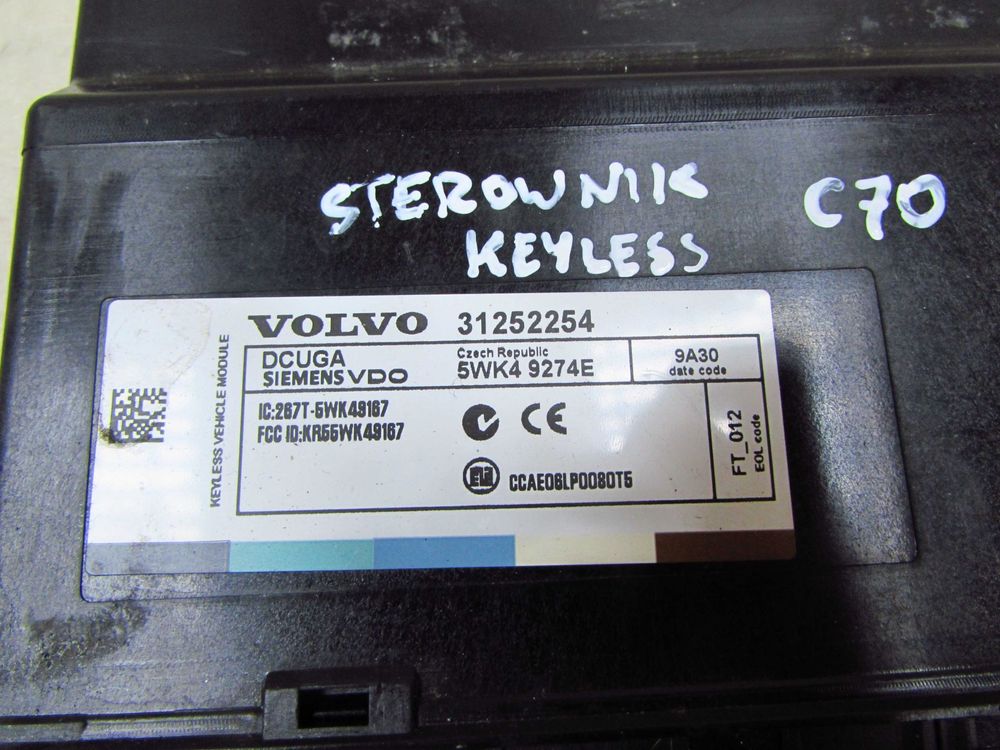 STEROWNIK C70
KEYLESS
VOLVO 31252254
KEYLESS VEHICLE MODULE
DCUGA
SIEMENS VDO
Czech Republic
5WK4 9274E
9A30
date code
IC:267T-5WK49167
FCC ID:KR55WK49167
CE
CCAE06LP0080T5
FT_012
EOL code